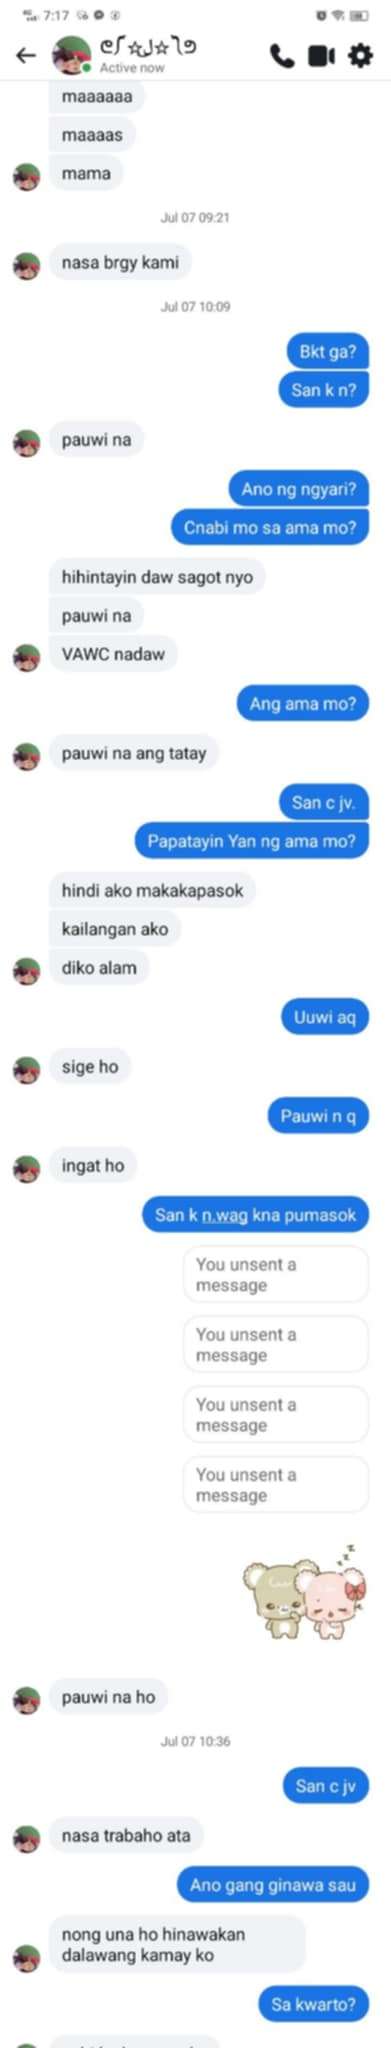 7:17
Active now
maaaaaa
maaaas
mama
Jul 07 09:21
nasa brgy kami
Jul 07 10:09
Bkt ga?
San k n?
pauwi na
Ano ng ngyari?
Cnabi mo sa ama mo?
hihintayin daw sagot nyo
pauwi na
VAWC nadaw
Ang ama mo?
pauwi na ang tatay
San c jv.
Papatayin Yan ng ama mo?
hindi ako makakapasok
kailangan ako
diko alam
Uuwi aq
sige ho
Pauwi n q
ingat ho
San k n.wag kna pumasok
You unsent a
message
You unsent a
message
You unsent a
message
You unsent a
message
z z z
pauwi na ho
Jul 07 10:36
San c jv
nasa trabaho ata
Ano gang ginawa sau
nong una ho hinawakan
dalawang kamay ko
Sa kwarto?